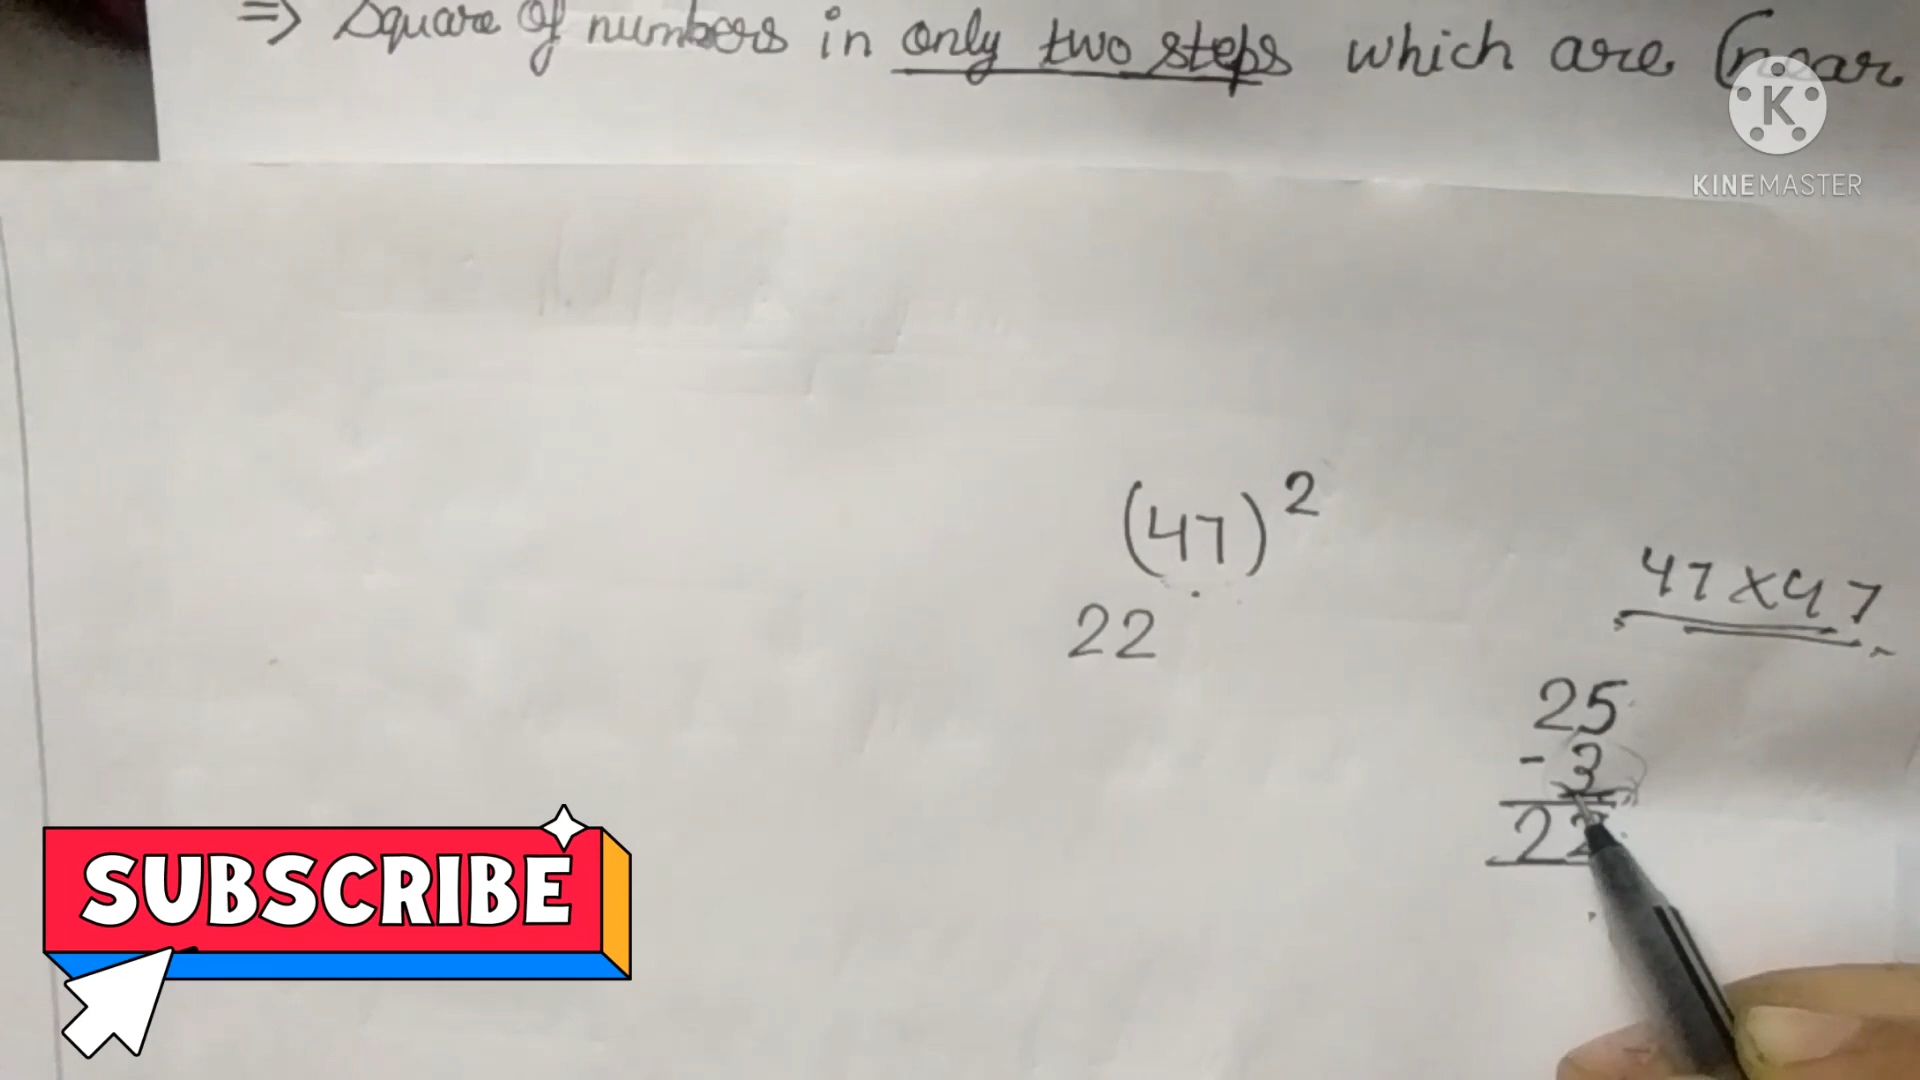 => Square Of numbers in only two steps which are (near
KINEMASTER
(47)²
47 x 47
22
25
- 3
22
SUBSCRIBE